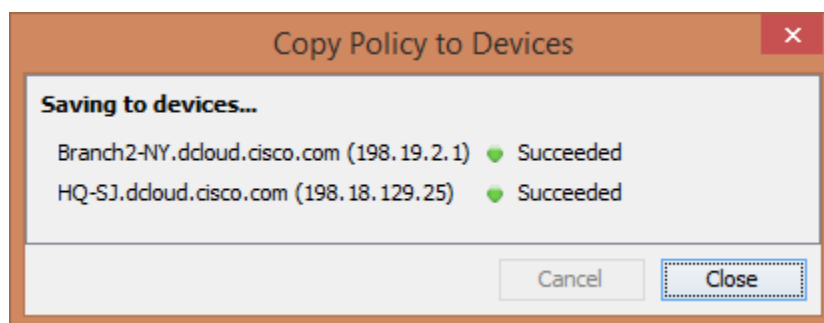 Copy Policy to Devices
Saving to devices...
Branch2-NY.dcloud.cisco.com (198.19.2.1) Succeeded
HQ-SJ.dcloud.cisco.com (198.18.129.25) Succeeded
Cancel Close